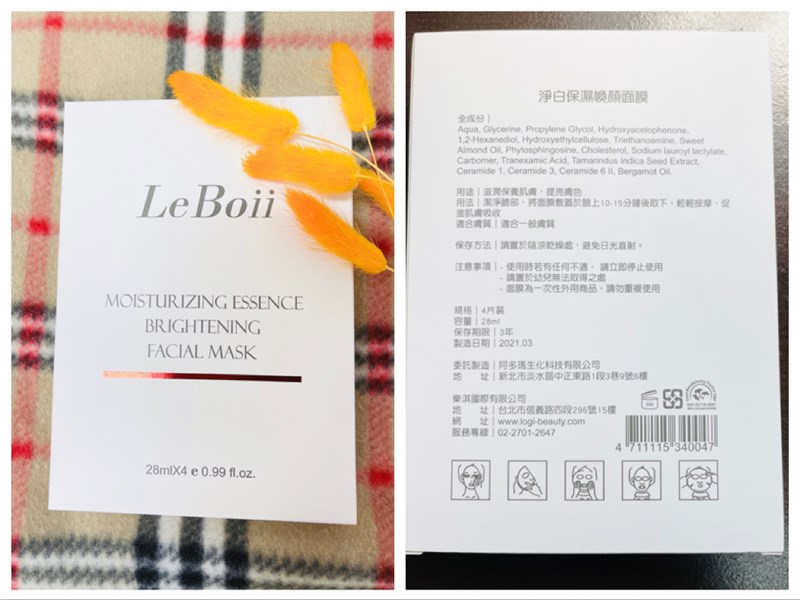 LeBoii
MOISTURIZING ESSENCE
BRIGHTENING
FACIAL MASK
28mlX4 e 0.99 fl.oz.
淨白保濕喚顏面膜
全成份｜
Aqua, Glycerine, Propylene Glycol, Hydroxyacetophenone,
1,2-Hexanediol, Hydroxyethylcellulose, Triethanoamine, Sweet
Almond Oil, Phytosphingosine, Cholesterol, Sodium lauroyl lactylate,
Carbomer, Tranexamic Acid, Tamarindus Indica Seed Extract,
Ceramide 1, Ceramide 3, Ceramide 6 II, Bergamot Oil.
用途｜滋潤保養肌膚，提亮膚色
用法｜潔淨臉部，將面膜敷蓋於臉上10-15分鐘後取下，輕輕按摩，促
進肌膚吸收
適合膚質｜適合一般膚質
保存方法｜請置於陰涼乾燥處，避免日光直射。
注意事項｜- 使用時若有任何不適，請立即停止使用
- 請置於幼兒無法取得之處
- 面膜為一次性外用商品，請勿重複使用
規格｜4片裝
容量｜28ml
保存期限｜3年
製造日期｜2021.03
委託製造｜阿多瑪生化科技有限公司
地 址｜新北市淡水區中正東路1段3巷9號6樓
樂淇國際有限公司
地 址｜台北市信義路四段296號15樓
網 址｜www.logi-beauty.com
服務專線｜02-2701-2647
4 711115 340047